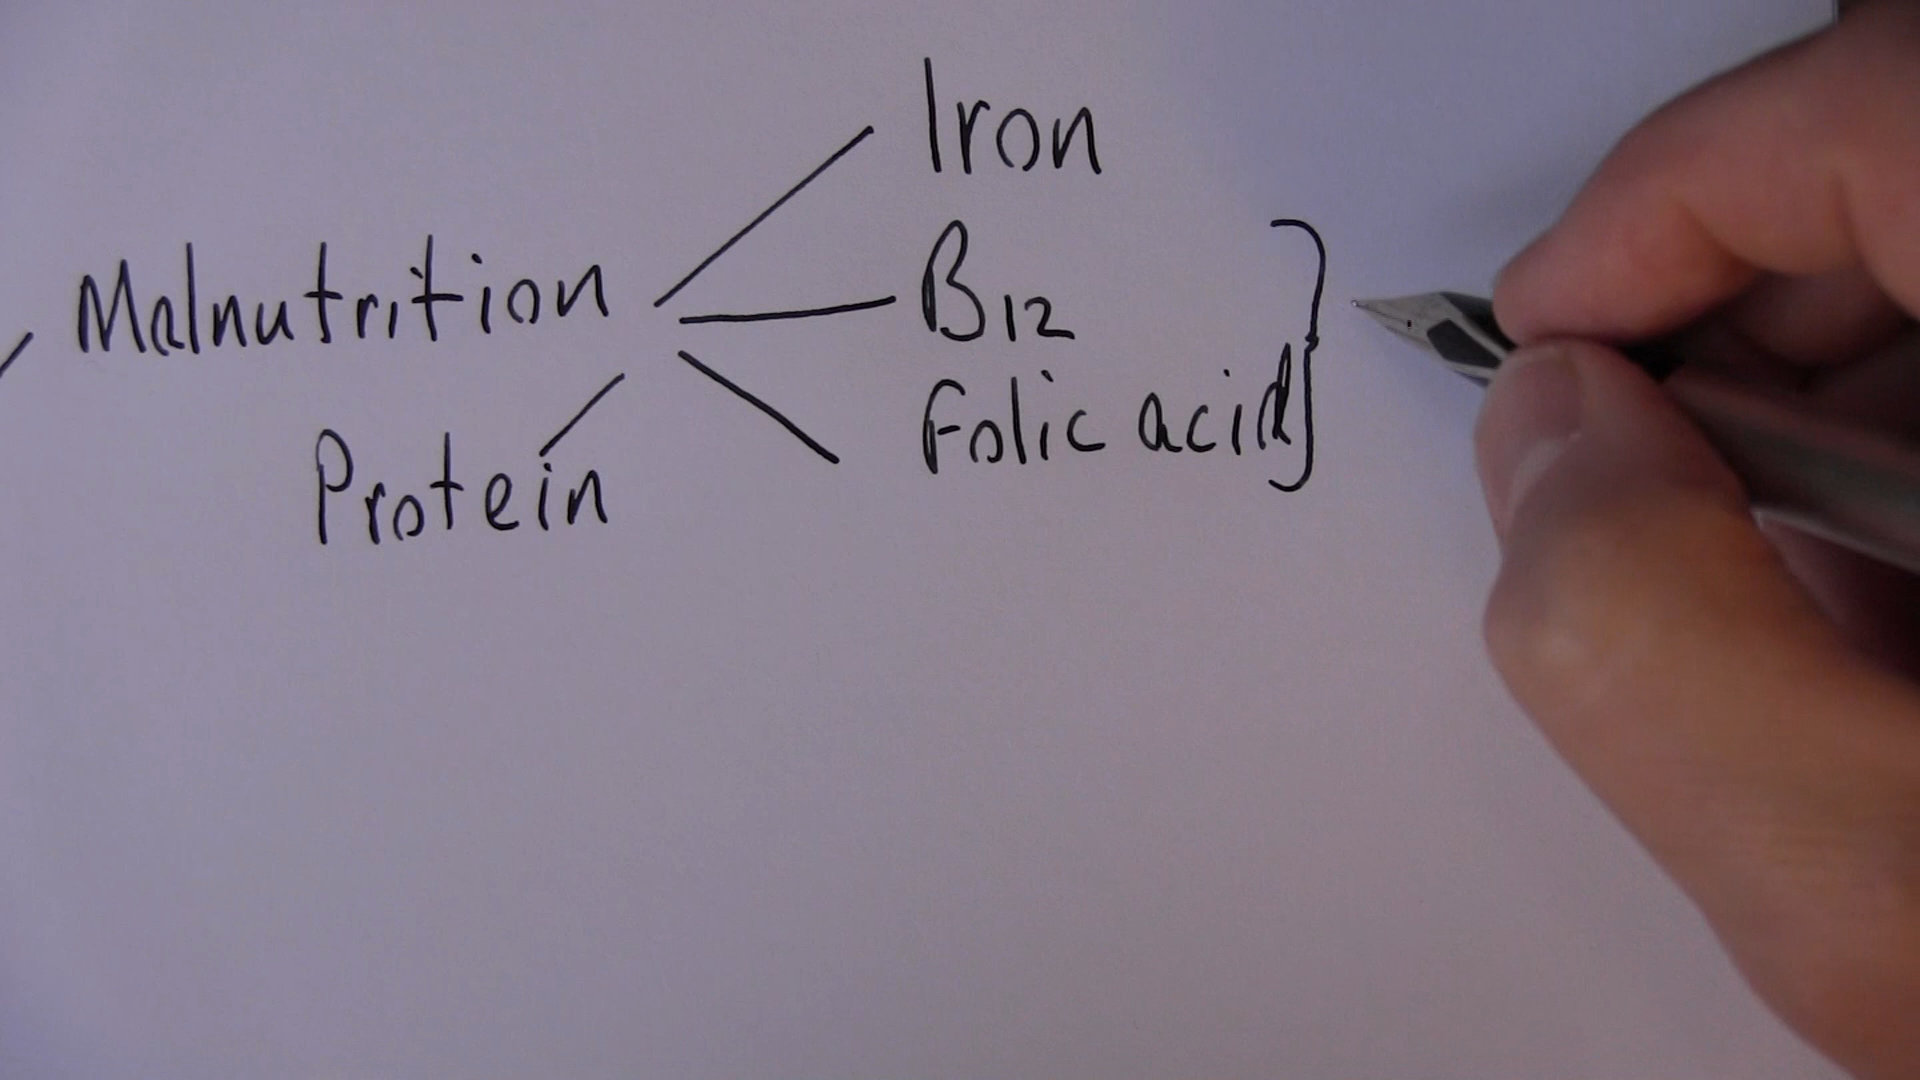 Iron
Malnutrition
B12
Folic acid
Protein